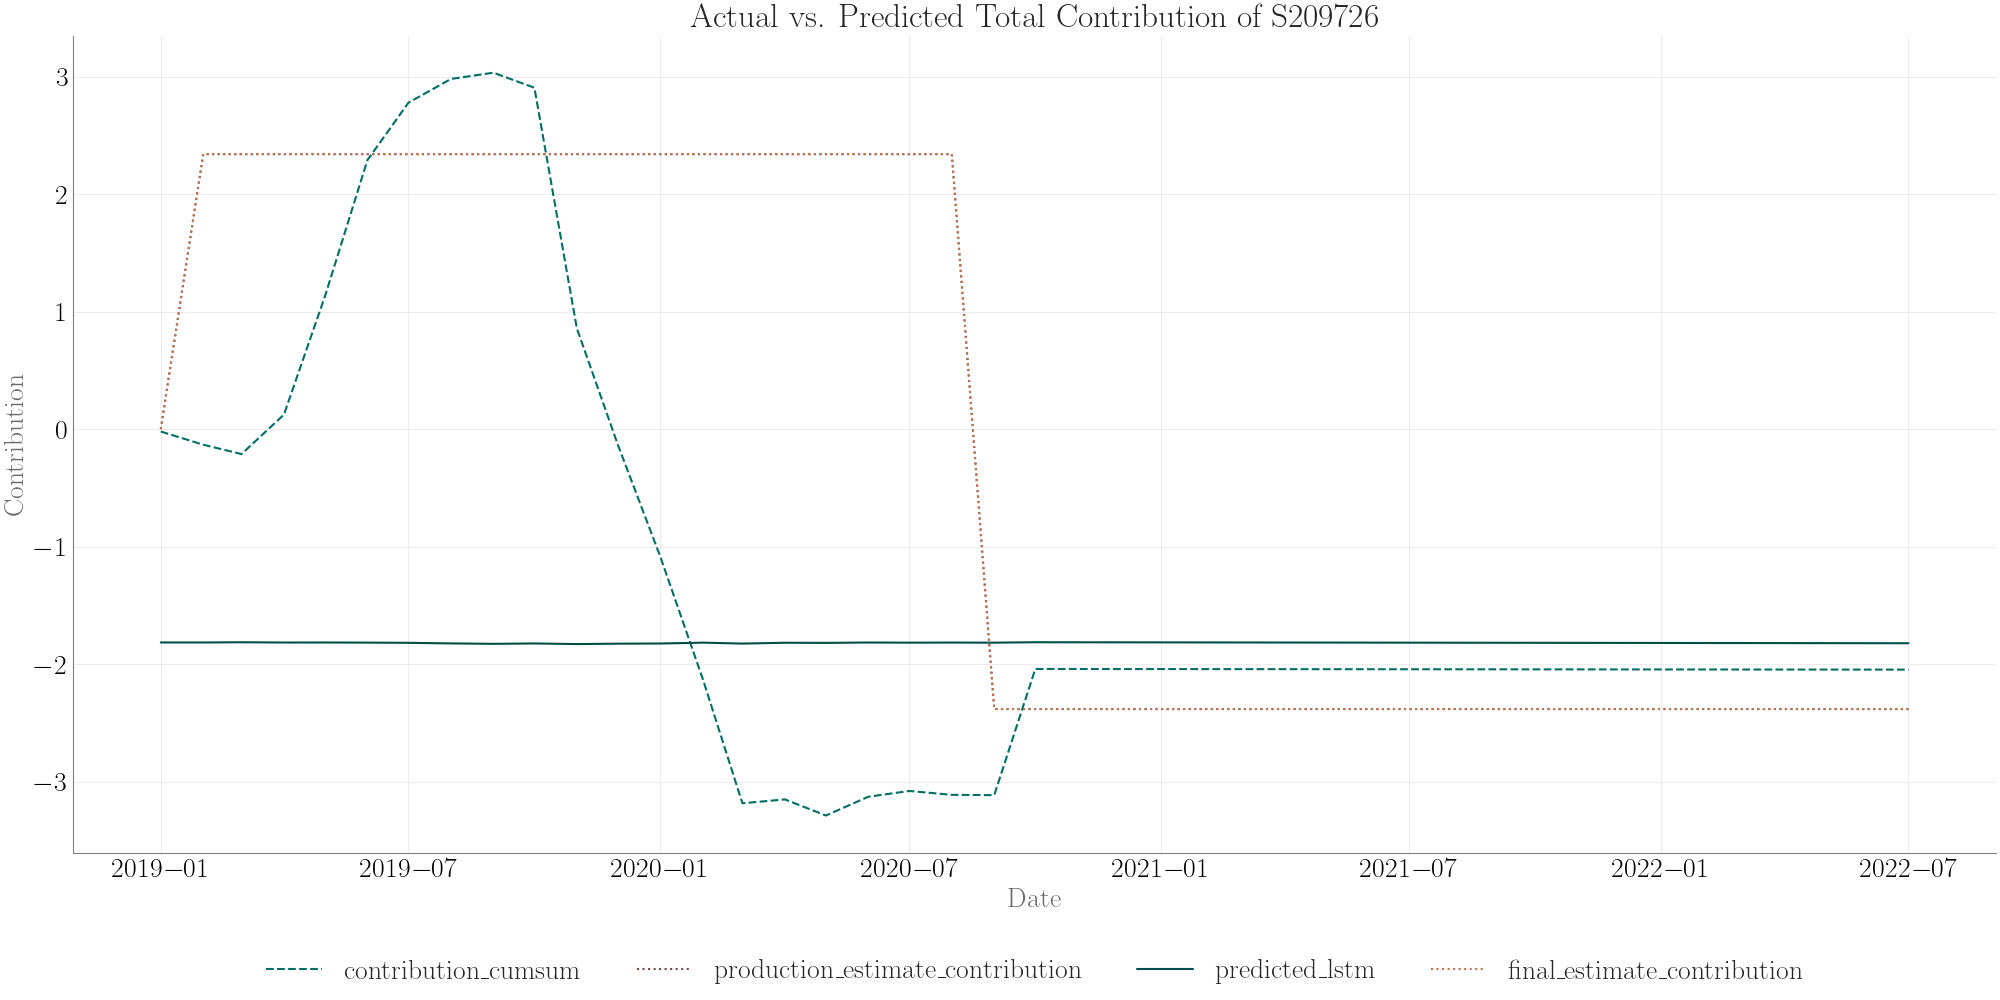 Actual vs. Predicted Total Contribution of S209726
3
2
1
0
−1
−2
−3
Contribution
2019−01 2019−07 2020−01 2020−07 2021−01 2021−07 2022−01 2022−07
Date
contribution_cumsum production_estimate_contribution predicted_lstm final_estimate_contribution